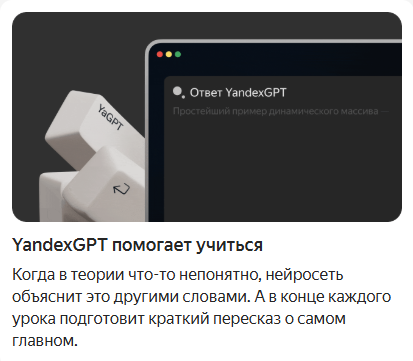 YaGPT
Ответ YandexGPT
Простейший пример динамического массива —
YandexGPT помогает учиться
Когда в теории что-то непонятно, нейросеть
объяснит это другими словами. А в конце каждого
урока подготовит краткий пересказ о самом
главном.